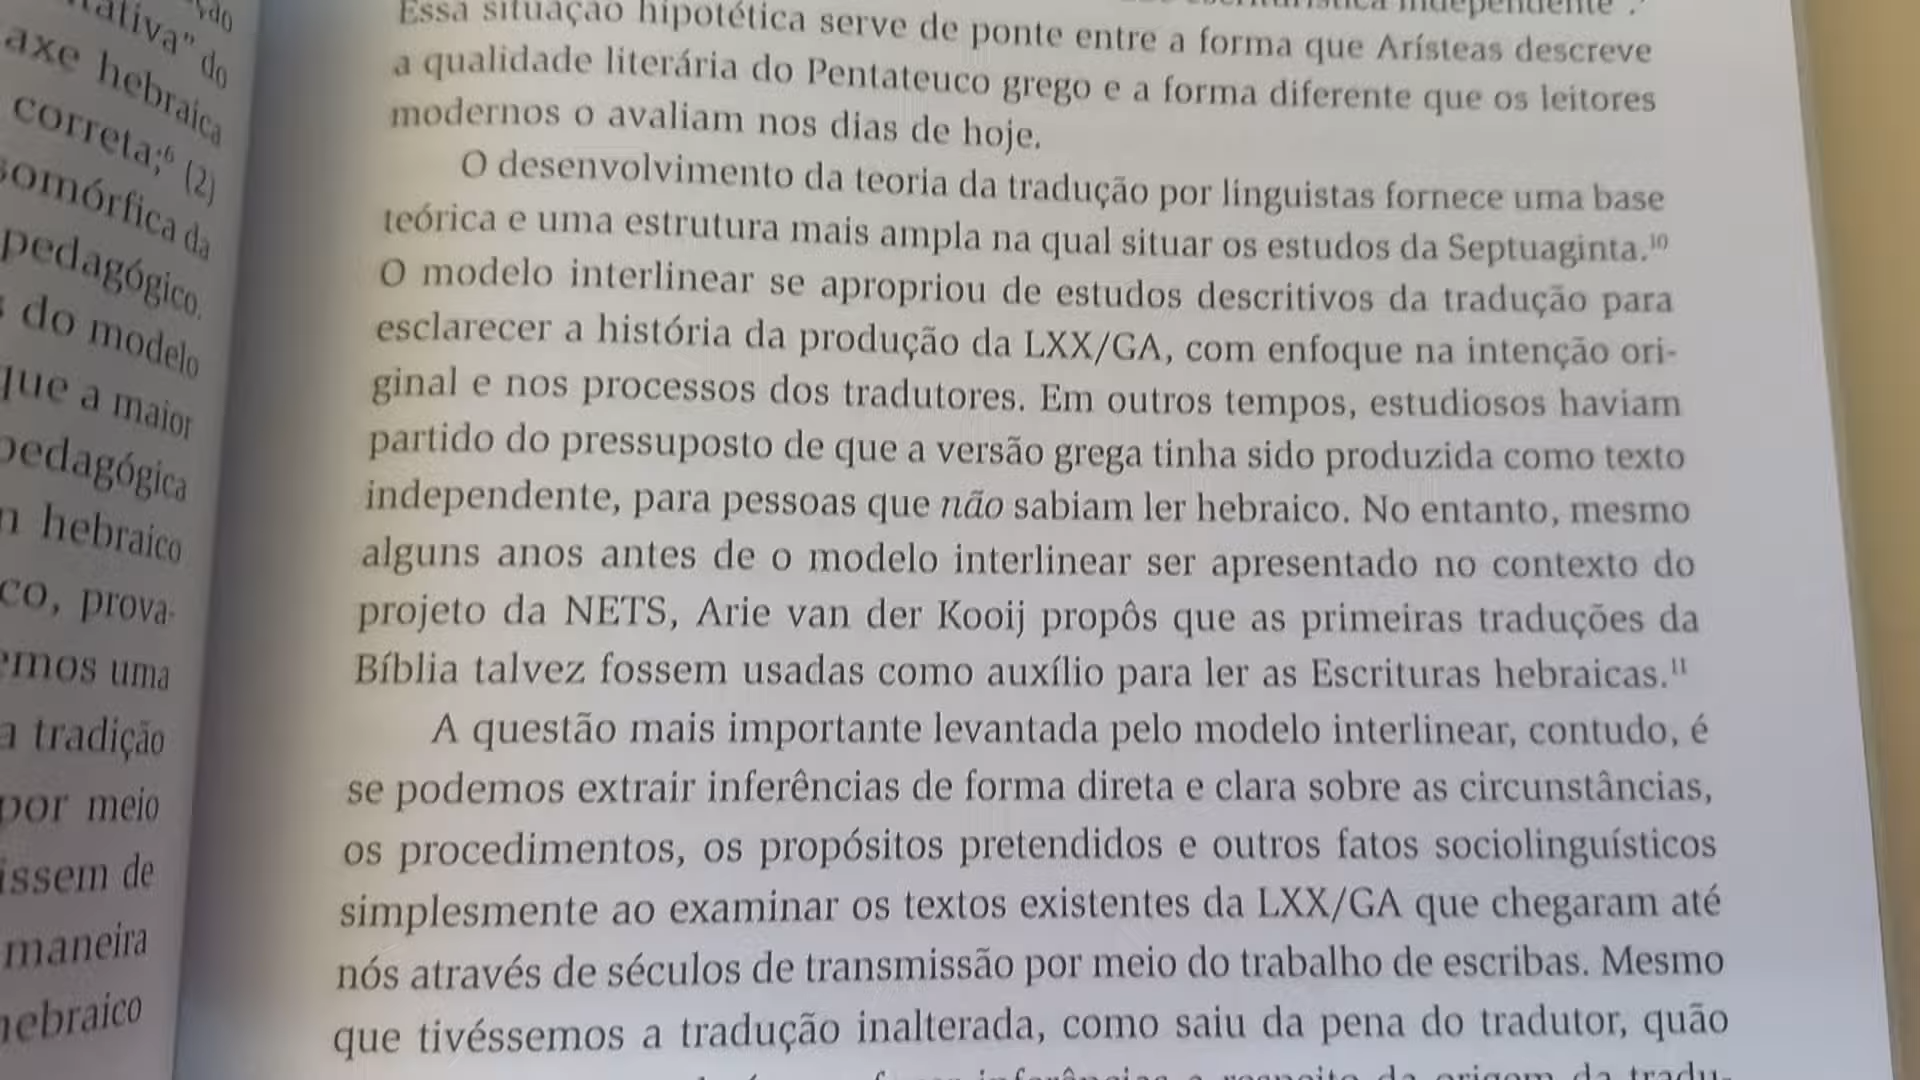 do
axe hebraica
correta;⁶ (2)
da
pedagógico.
do modelo
que a maior
pedagógica
hebraico
prova-
uma
a tradição
por meio
de
maneira
hebraico
Essa situação hipotética serve de ponte entre a forma que Arísteas descreve
a qualidade literária do Pentateuco grego e a forma diferente que os leitores
modernos o avaliam nos dias de hoje.
O desenvolvimento da teoria da tradução por linguistas fornece uma base
teórica e uma estrutura mais ampla na qual situar os estudos da Septuaginta.¹⁰
O modelo interlinear se apropriou de estudos descritivos da tradução para
esclarecer a história da produção da LXX/GA, com enfoque na intenção ori-
ginal e nos processos dos tradutores. Em outros tempos, estudiosos haviam
partido do pressuposto de que a versão grega tinha sido produzida como texto
independente, para pessoas que não sabiam ler hebraico. No entanto, mesmo
alguns anos antes de o modelo interlinear ser apresentado no contexto do
projeto da NETS, Arie van der Kooij propôs que as primeiras traduções da
Bíblia talvez fossem usadas como auxílio para ler as Escrituras hebraicas.¹¹
A questão mais importante levantada pelo modelo interlinear, contudo, é
se podemos extrair inferências de forma direta e clara sobre as circunstâncias,
os procedimentos, os propósitos pretendidos e outros fatos sociolinguísticos
simplesmente ao examinar os textos existentes da LXX/GA que chegaram até
nós através de séculos de transmissão por meio do trabalho de escribas. Mesmo
que tivéssemos a tradução inalterada, como saiu da pena do tradutor, quão